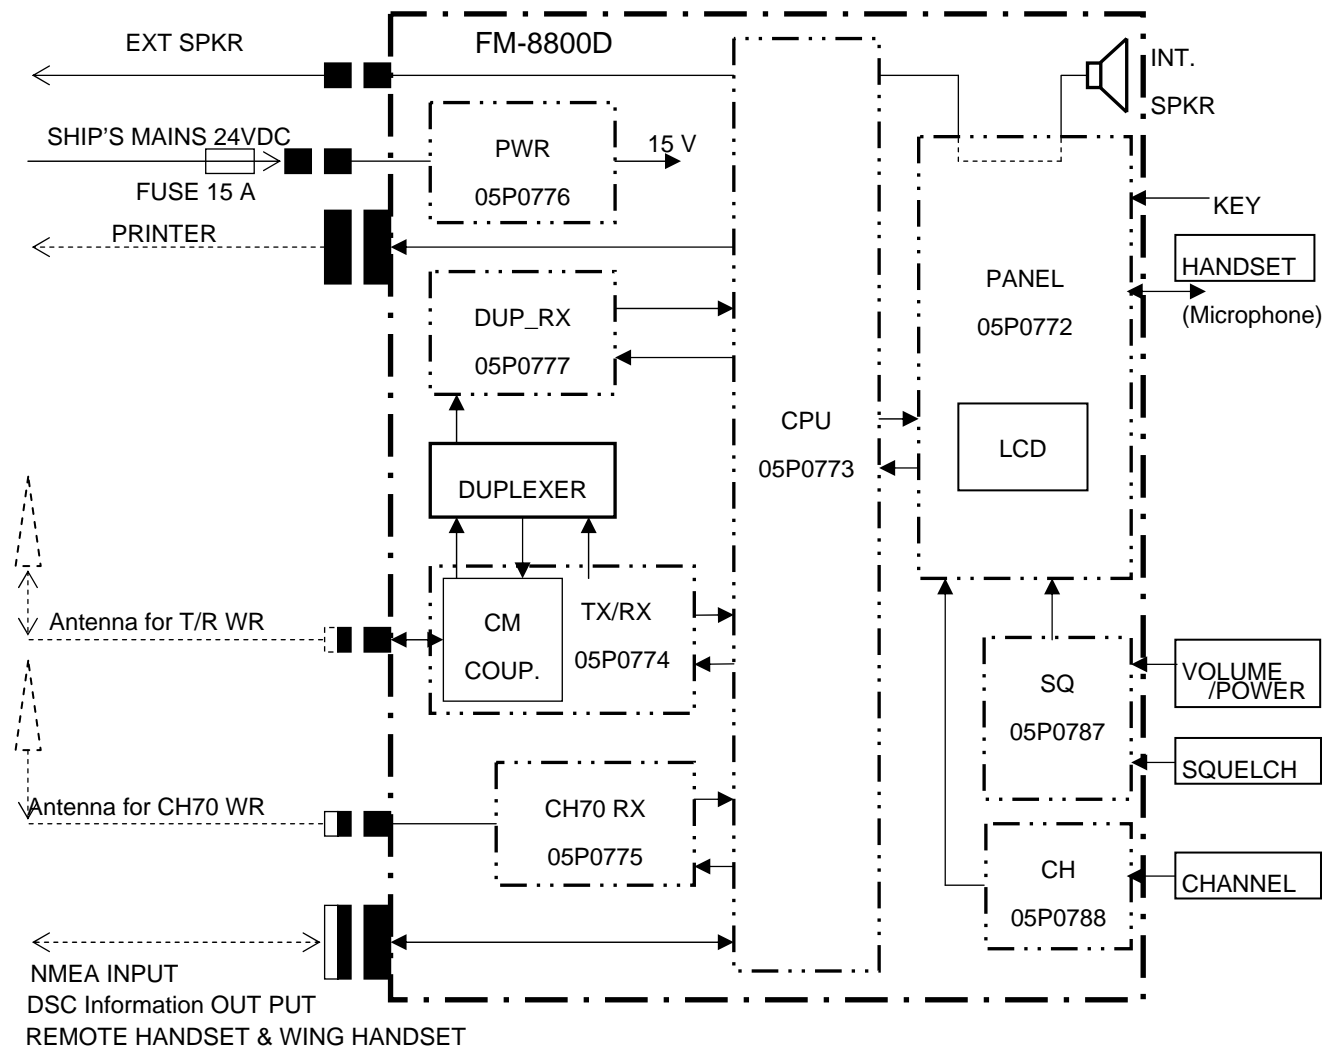 EXT SPKR
FM-8800D
INT.
SPKR
SHIP'S MAINS 24VDC
FUSE 15 A
PWR
05P0776
15 V
PRINTER
KEY
HANDSET
(Microphone)
PANEL
05P0772
LCD
DUP_RX
05P0777
CPU
05P0773
DUPLEXER
Antenna for T/R WR
CM
COUP.
TX/RX
05P0774
SQ
05P0787
VOLUME
/POWER
SQUELCH
Antenna for CH70 WR
CH70 RX
05P0775
CH
05P0788
CHANNEL
NMEA INPUT
DSC Information OUT PUT
REMOTE HANDSET & WING HANDSET